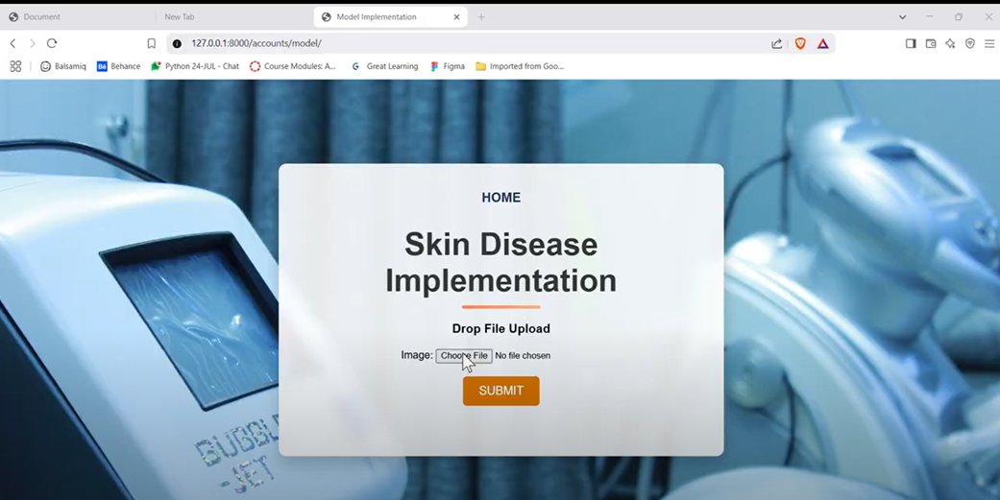 Document
New Tab
Model Implementation
127.0.0.1:8000/accounts/model/
Balsamiq
Bē Behance
Python 24-JUL - Chat
Course Modules: A...
G Great Learning
Figma
Imported from Goo...
HOME
Skin Disease
Implementation
Drop File Upload
Image: Choose File No file chosen
SUBMIT
BUBBLE
-JET